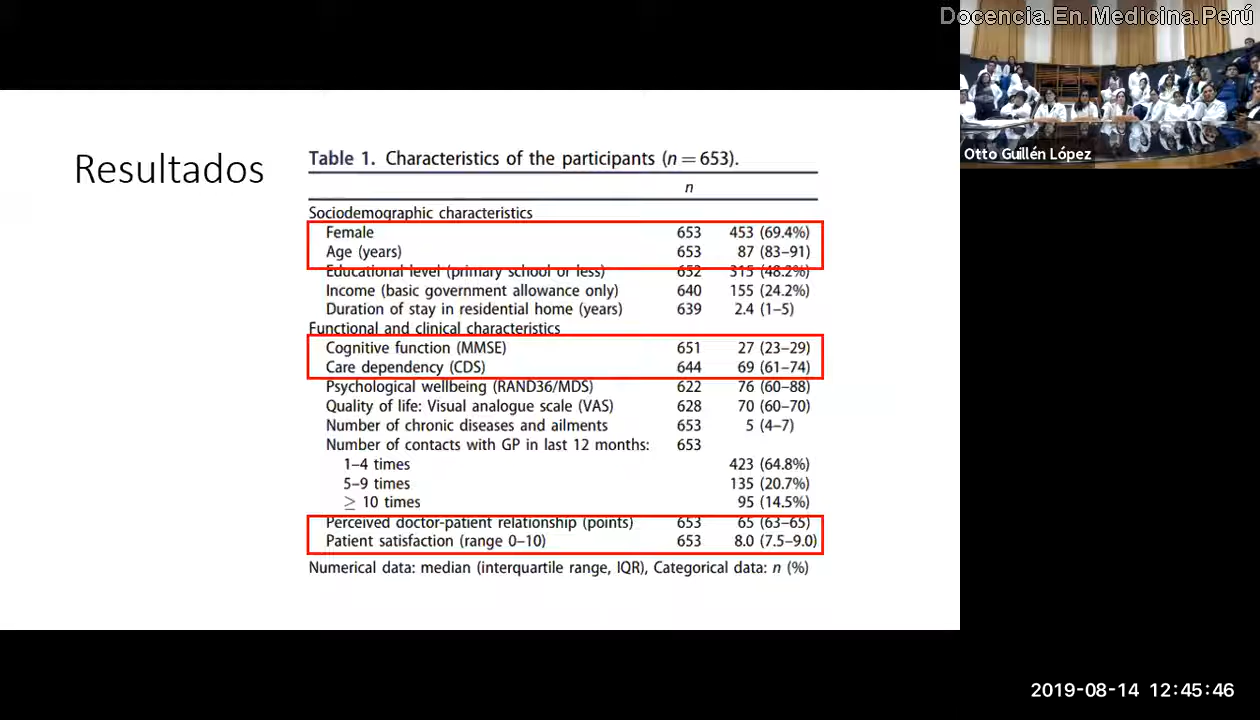 Docencia.En.Medicina.Perú
Otto Guillén López
Resultados
Table 1. Characteristics of the participants (n = 653).
n
Sociodemographic characteristics
Female 653 453 (69.4%)
Age (years) 653 87 (83–91)
Educational level (primary school or less) 652 315 (48.2%)
Income (basic government allowance only) 640 155 (24.2%)
Duration of stay in residential home (years) 639 2.4 (1–5)
Functional and clinical characteristics
Cognitive function (MMSE) 651 27 (23–29)
Care dependency (CDS) 644 69 (61–74)
Psychological wellbeing (RAND36/MDS) 622 76 (60–88)
Quality of life: Visual analogue scale (VAS) 628 70 (60–70)
Number of chronic diseases and ailments 653 5 (4–7)
Number of contacts with GP in last 12 months: 653
1–4 times 423 (64.8%)
5–9 times 135 (20.7%)
≥ 10 times 95 (14.5%)
Perceived doctor-patient relationship (points) 653 65 (63–65)
Patient satisfaction (range 0–10) 653 8.0 (7.5–9.0)
Numerical data: median (interquartile range, IQR), Categorical data: n (%)
2019-08-14 12:45:46